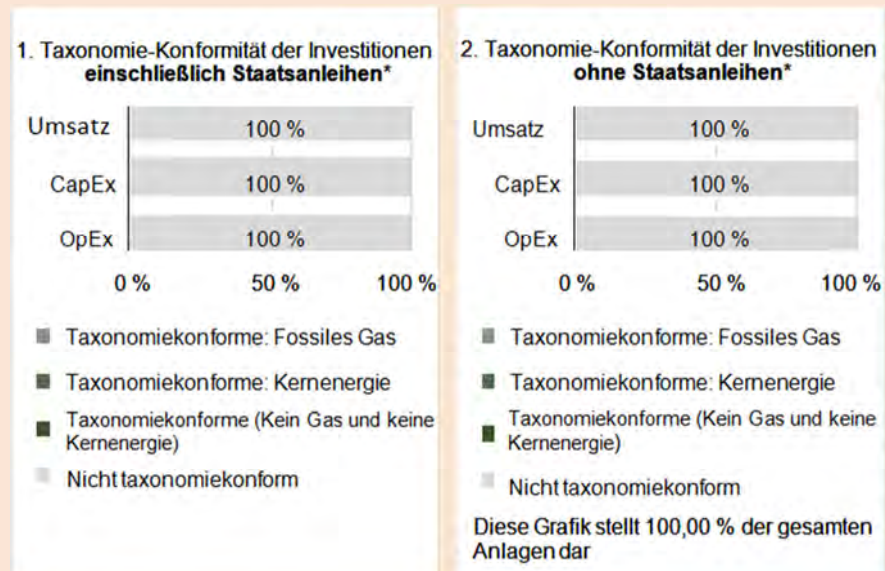 1. Taxonomie-Konformität der Investitionen
einschließlich Staatsanleihen*
Umsatz 100 %
CapEx 100 %
OpEx 100 %
0 % 50 % 100 %
Taxonomiekonforme: Fossiles Gas
Taxonomiekonforme: Kernenergie
Taxonomiekonforme (Kein Gas und keine
Kernenergie)
Nicht taxonomiekonform
2. Taxonomie-Konformität der Investitionen
ohne Staatsanleihen*
Umsatz 100 %
CapEx 100 %
OpEx 100 %
0 % 50 % 100 %
Taxonomiekonforme: Fossiles Gas
Taxonomiekonforme: Kernenergie
Taxonomiekonforme (Kein Gas und keine
Kernenergie)
Nicht taxonomiekonform
Diese Grafik stellt 100,00 % der gesamten
Anlagen dar